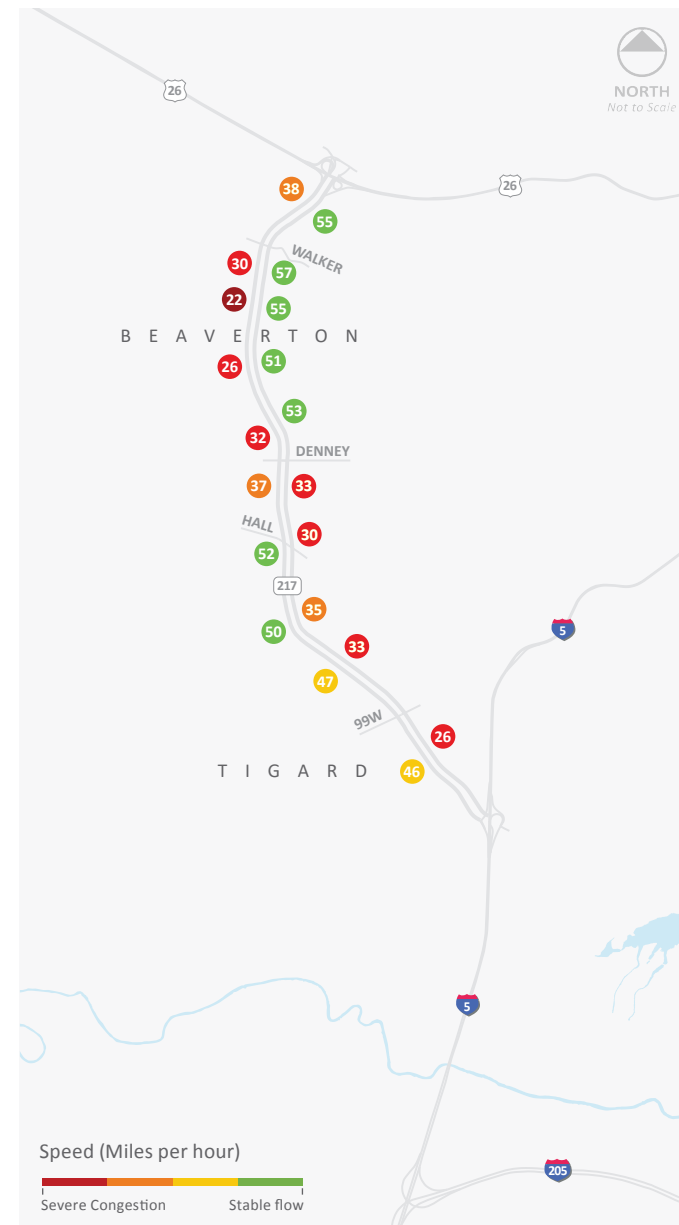 26
NORTH
Not to Scale
26
38
55
WALKER
30
57
22
55
BEAVERTON
51
26
53
32
DENNEY
37
33
HALL
30
52
217
35
50
5
33
47
99W
26
TIGARD
46
5
Speed (Miles per hour)
205
Severe Congestion
Stable flow